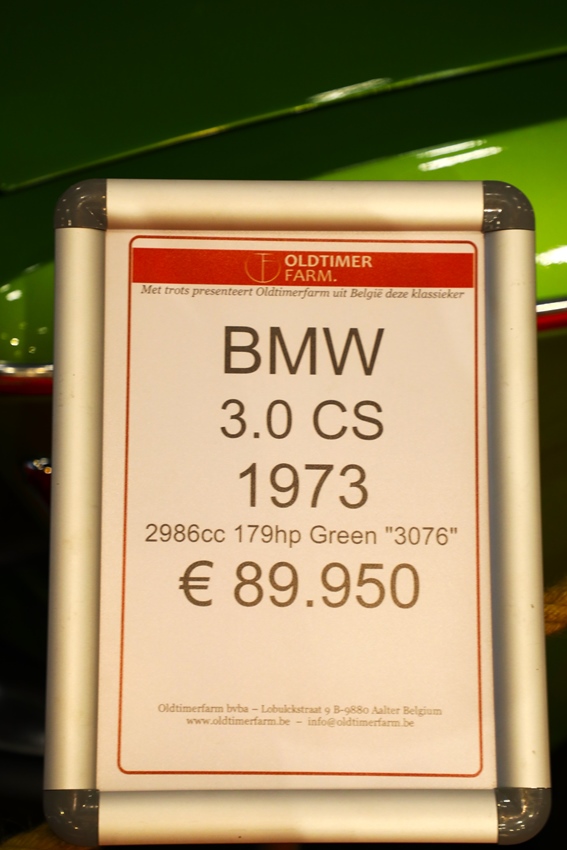 OLDTIMER
FARM.
Met trots presenteert Oldtimerfarm uit België deze klassieker
BMW
3.0 CS
1973
2986cc 179hp Green "3076"
€ 89.950
Oldtimerfarm bvba – Lobulckstraat 9 B-9880 Aalter Belgium
www.oldtimerfarm.be – info@oldtimerfarm.be